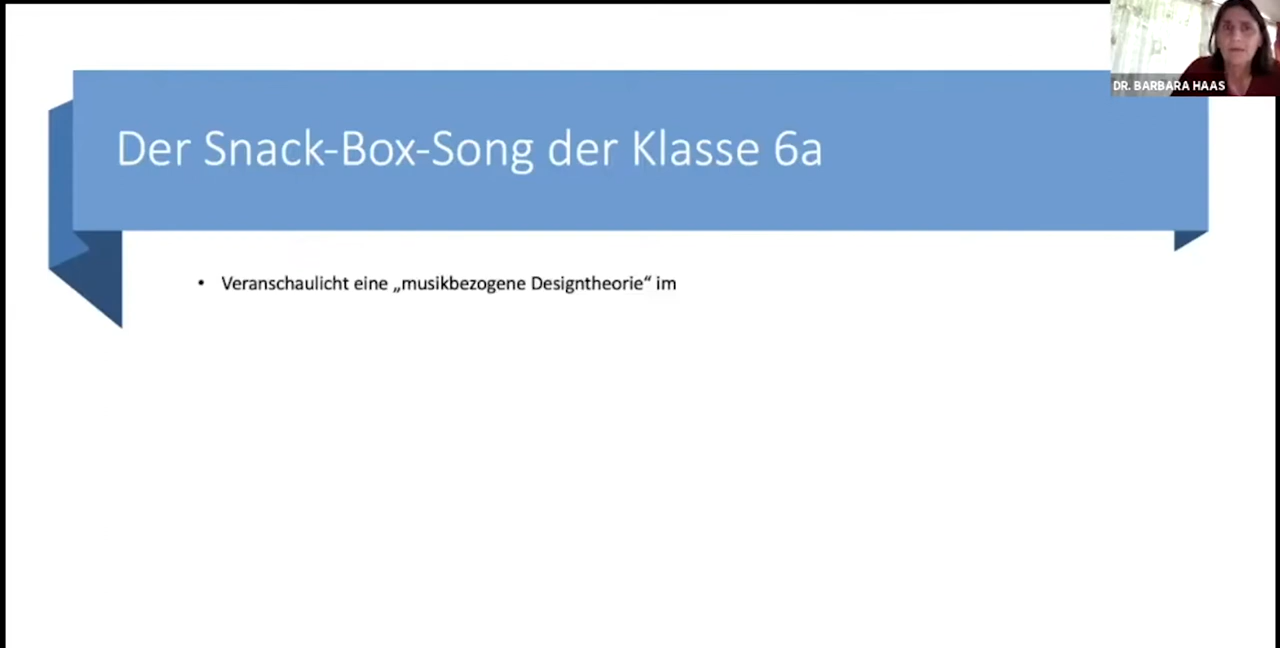 DR. BARBARA HAAS
Der Snack-Box-Song der Klasse 6a
• Veranschaulicht eine „musikbezogene Designtheorie“ im